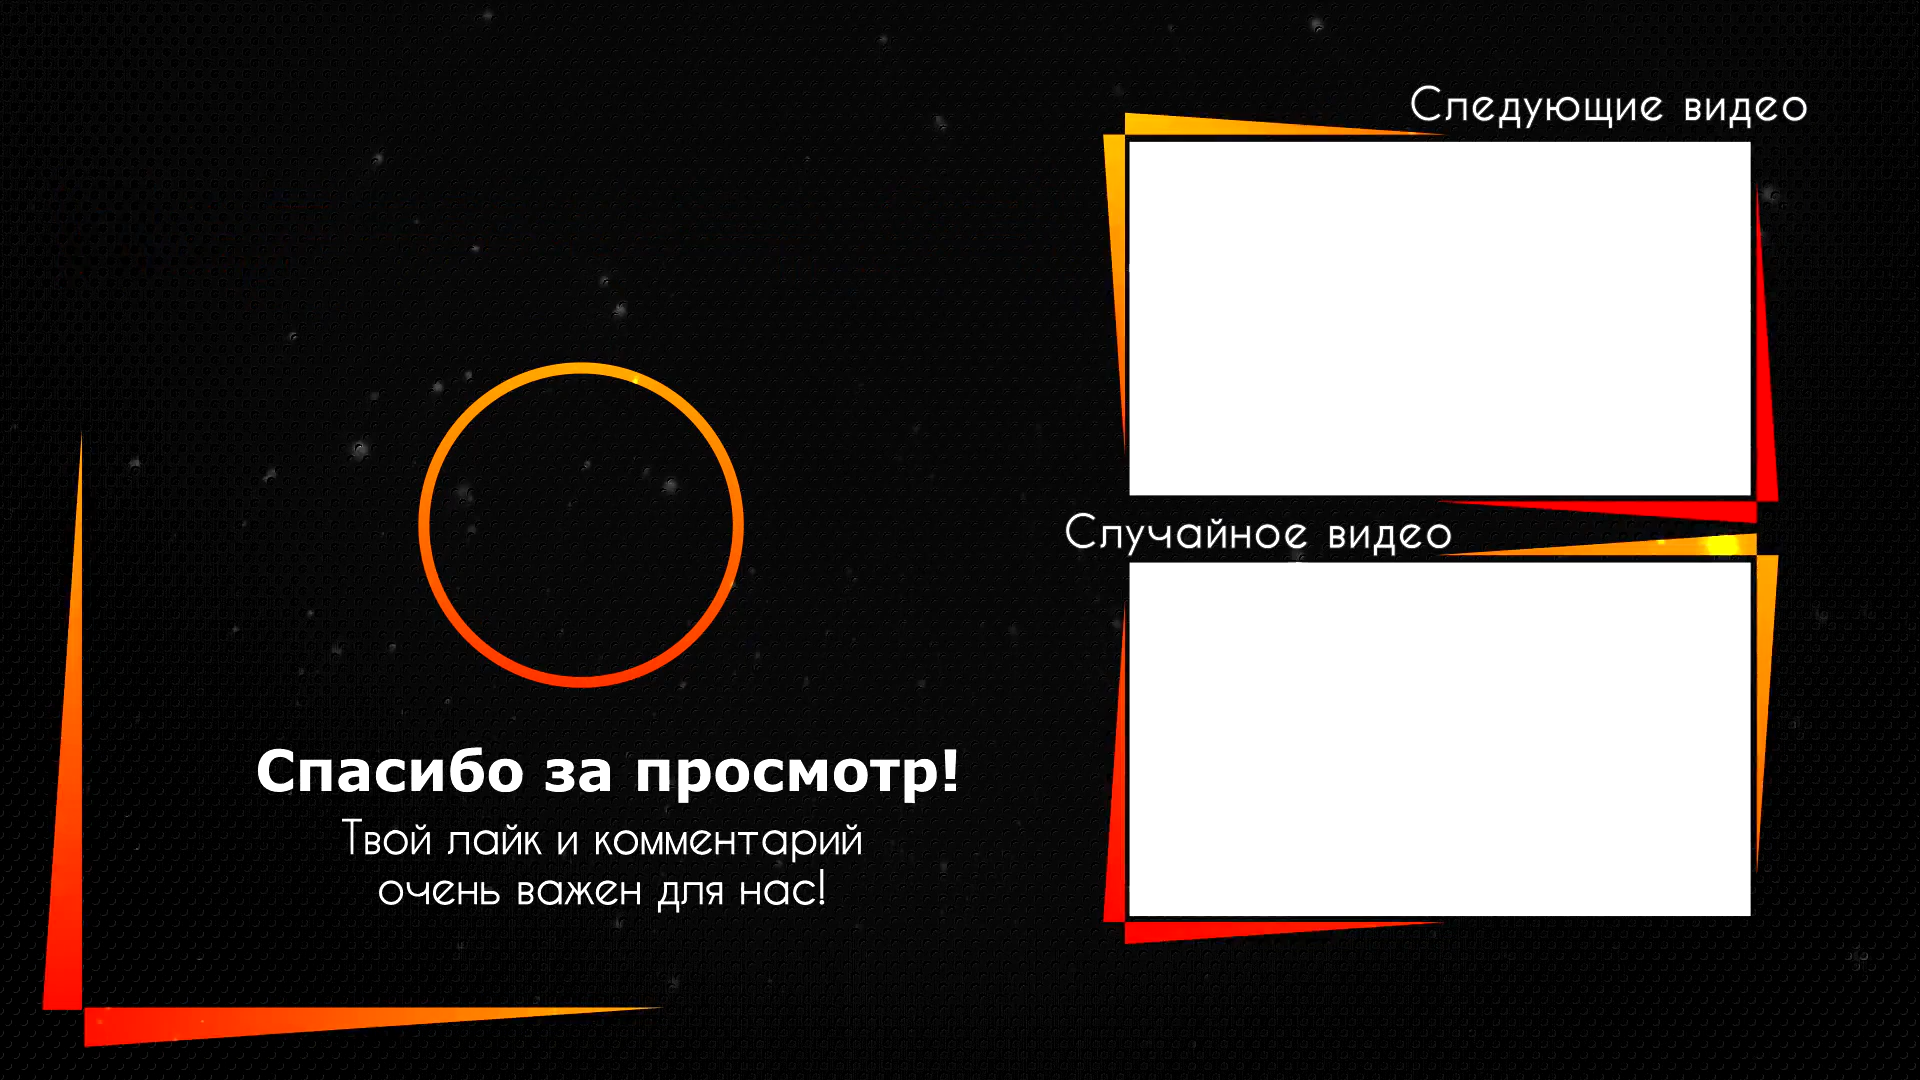 Следующие видео
Случайное видео
Спасибо за просмотр!
Твой лайк и комментарий
очень важен для нас!